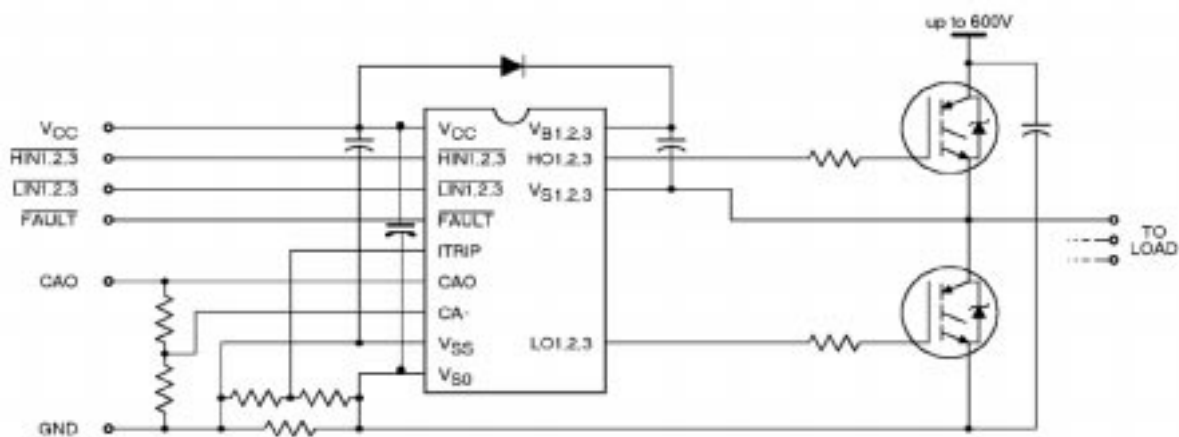 up to 600V
VCC
HIN1,2,3
LIN1,2,3
FAULT
CAO
GND
VCC
HIN1,2,3
LIN1,2,3
FAULT
ITRIP
CAO
CA-
VSS
VS0
VB1,2,3
HO1,2,3
VS1,2,3
LO1,2,3
TO
LOAD